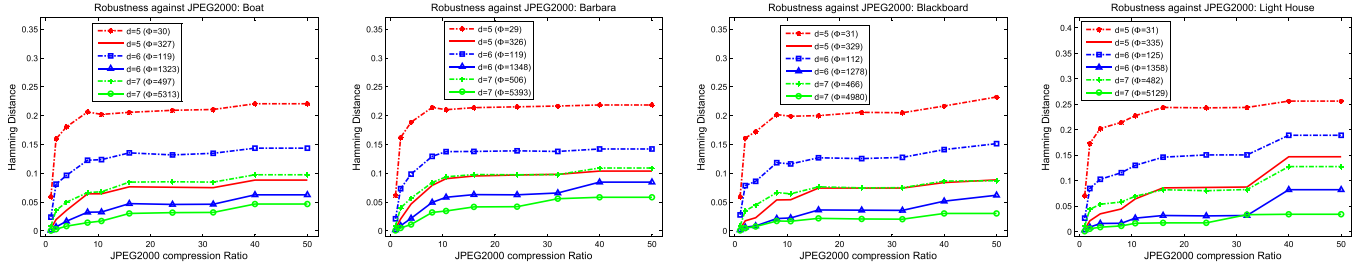 Robustness against JPEG2000: Boat
0.35
0.3
0.25
0.2
0.15
0.1
0.05
0
Hamming Distance
d=5 (Φ=30)
d=5 (Φ=327)
d=6 (Φ=119)
d=6 (Φ=1323)
d=7 (Φ=497)
d=7 (Φ=5313)
0 10 20 30 40 50
JPEG2000 compression Ratio
Robustness against JPEG2000: Barbara
0.35
0.3
0.25
0.2
0.15
0.1
0.05
0
Hamming Distance
d=5 (Φ=29)
d=5 (Φ=326)
d=6 (Φ=119)
d=6 (Φ=1348)
d=7 (Φ=506)
d=7 (Φ=5393)
0 10 20 30 40 50
JPEG2000 compression Ratio
Robustness against JPEG2000: Blackboard
0.35
0.3
0.25
0.2
0.15
0.1
0.05
0
Hamming Distance
d=5 (Φ=31)
d=5 (Φ=329)
d=6 (Φ=112)
d=6 (Φ=1278)
d=7 (Φ=466)
d=7 (Φ=4980)
0 10 20 30 40 50
JPEG2000 compression Ratio
Robustness against JPEG2000: Light House
0.4
0.35
0.3
0.25
0.2
0.15
0.1
0.05
0
Hamming Distance
d=5 (Φ=31)
d=5 (Φ=335)
d=6 (Φ=125)
d=6 (Φ=1358)
d=7 (Φ=482)
d=7 (Φ=5129)
0 10 20 30 40 50
JPEG2000 compression Ratio